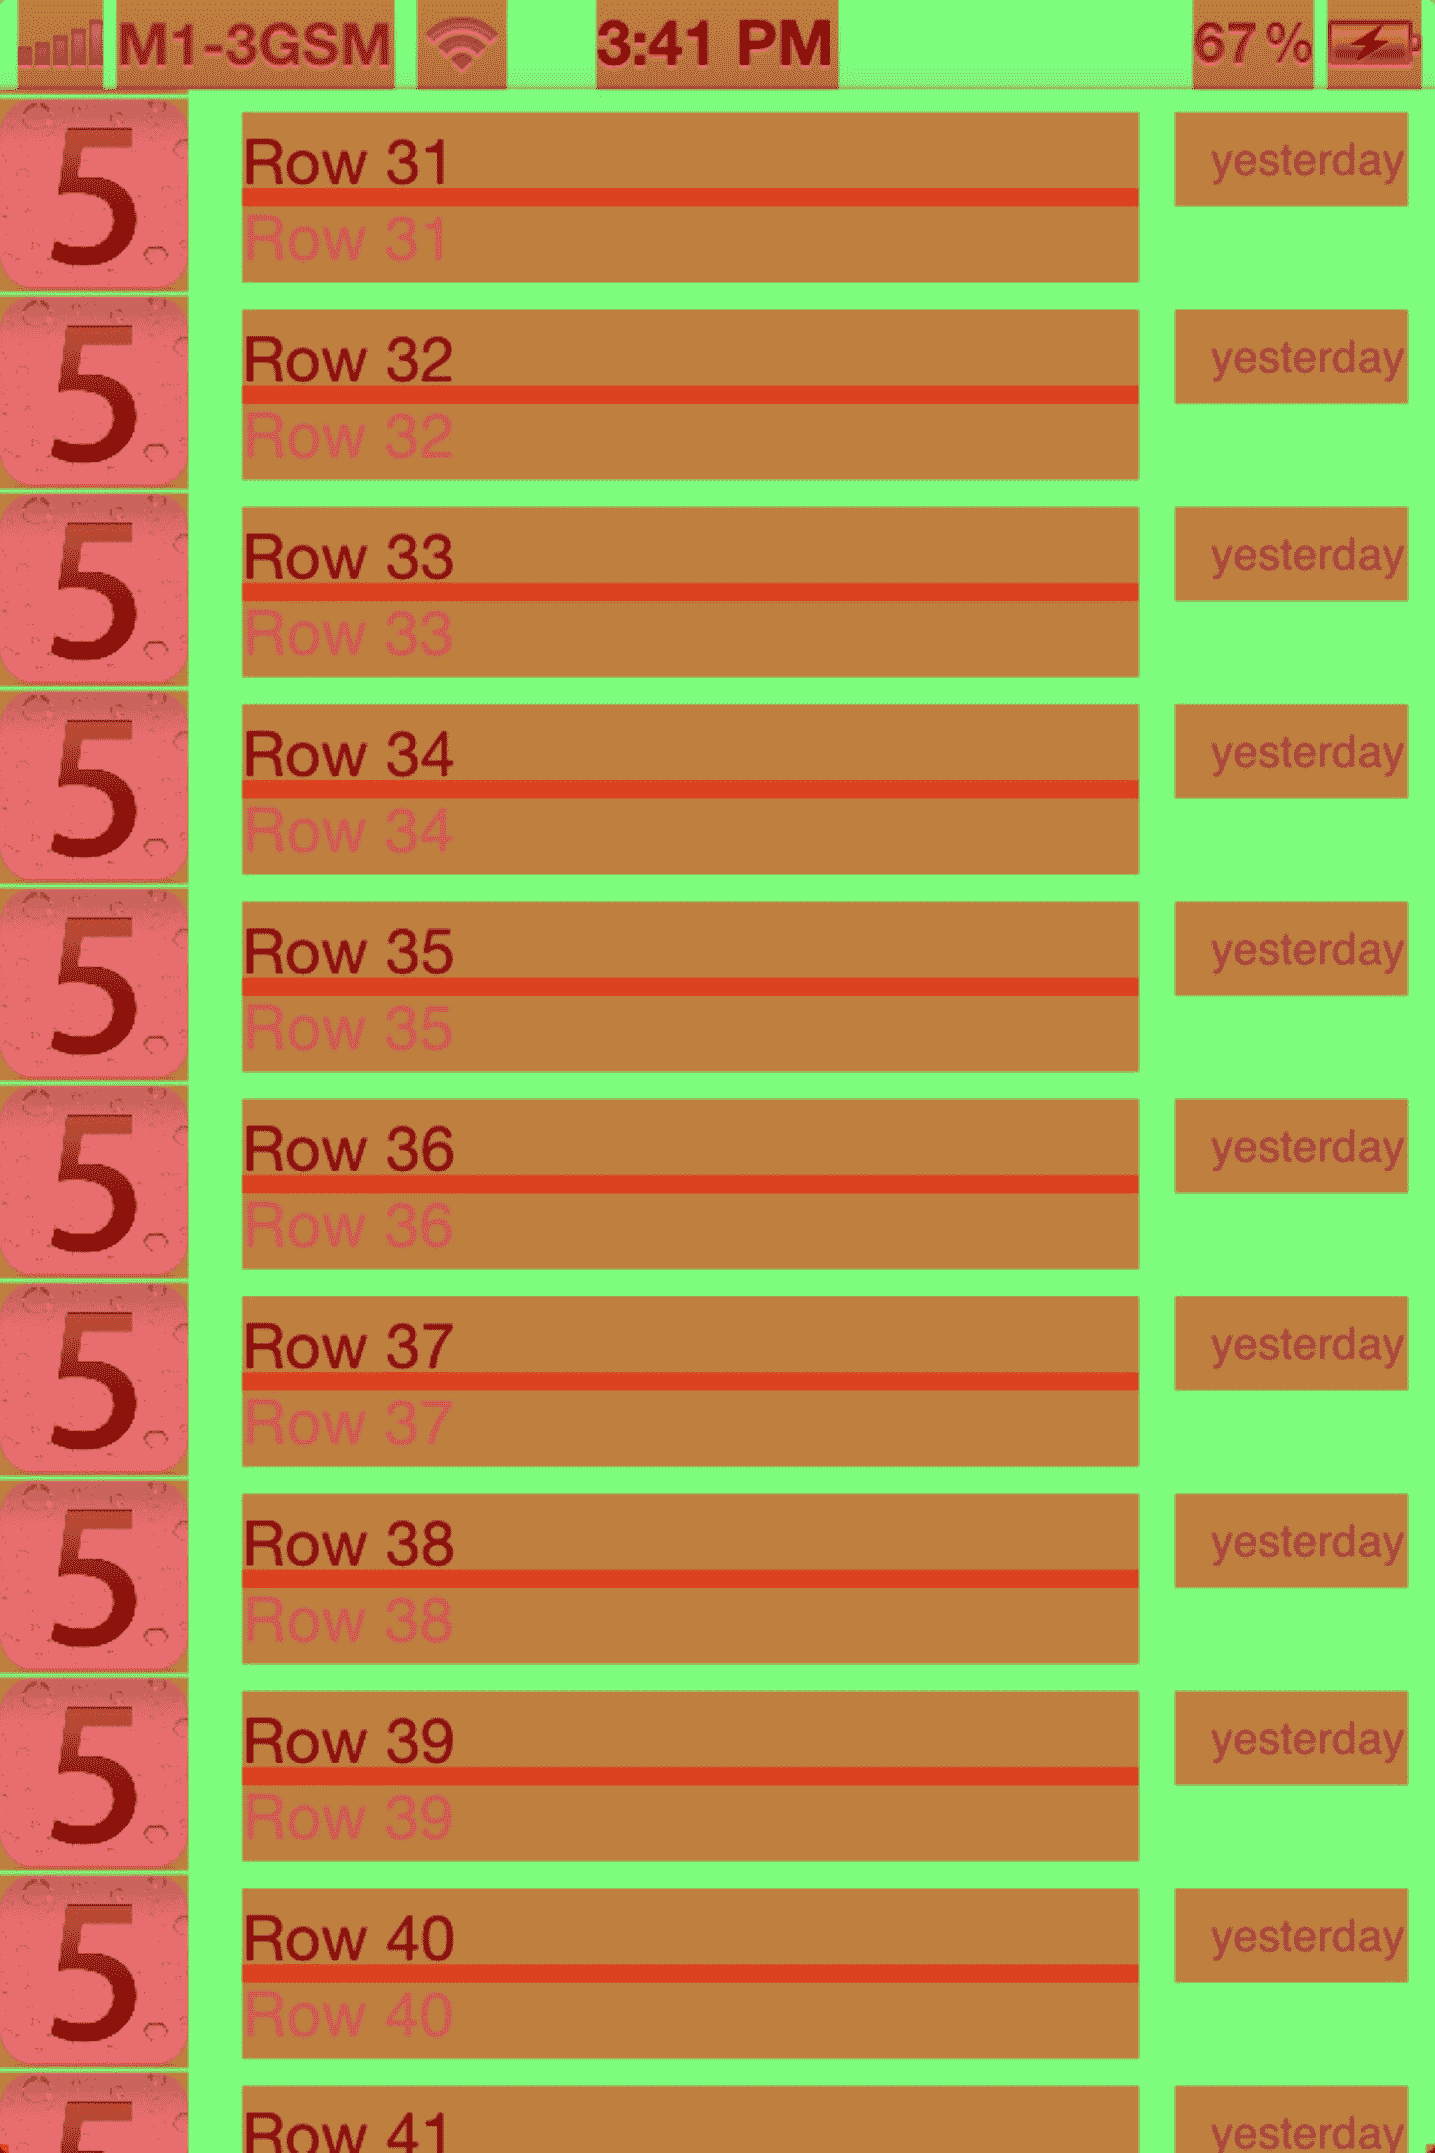 M1-3GSM 3:41 PM 67%
5 Row 31 yesterday
Row 31
5 Row 32 yesterday
Row 32
5 Row 33 yesterday
Row 33
5 Row 34 yesterday
Row 34
5 Row 35 yesterday
Row 35
5 Row 36 yesterday
Row 36
5 Row 37 yesterday
Row 37
5 Row 38 yesterday
Row 38
5 Row 39 yesterday
Row 39
5 Row 40 yesterday
Row 40
5 Row 41 yesterday